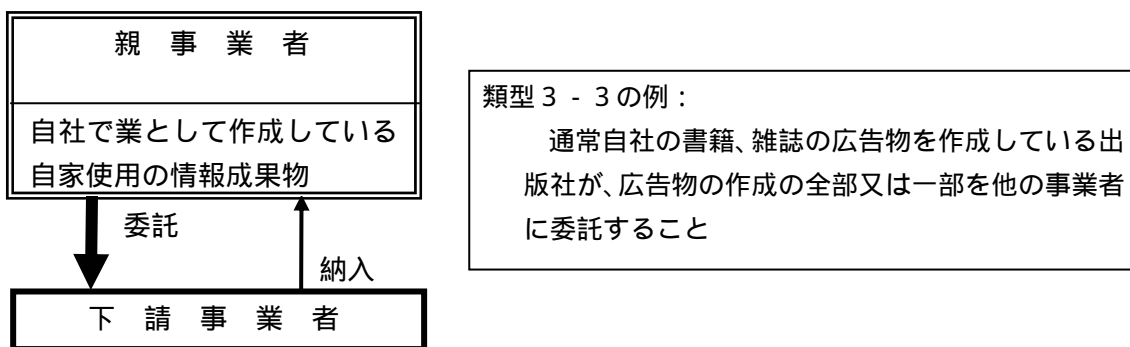 親 事 業 者
自社で業として作成している
自家使用の情報成果物
委託
納入
下 請 事 業 者
類型3-3の例:
通常自社の書籍、雑誌の広告物を作成している出
版社が、広告物の作成の全部又は一部を他の事業者
に委託すること